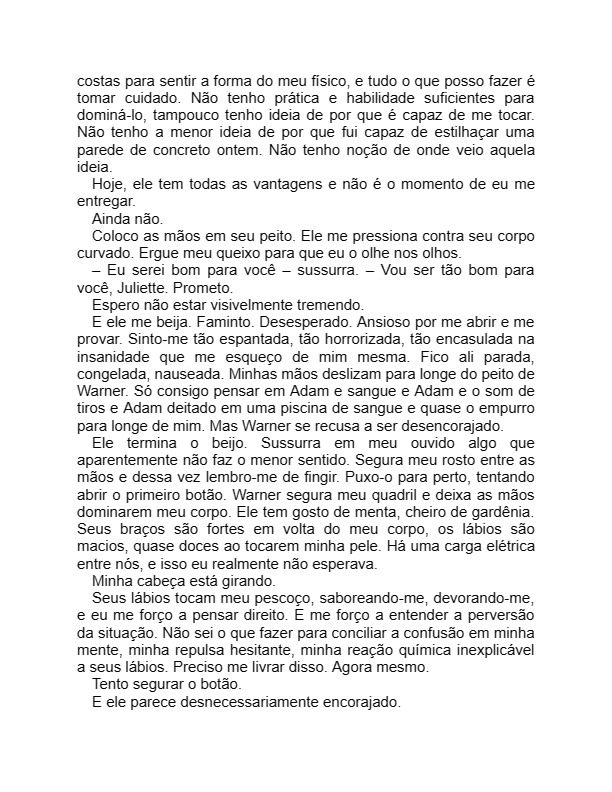 costas para sentir a forma do meu físico, e tudo o que posso fazer é
tomar cuidado. Não tenho prática e habilidade suficientes para
dominá-lo, tampouco tenho ideia de por que é capaz de me tocar.
Não tenho a menor ideia de por que fui capaz de estilhaçar uma
parede de concreto ontem. Não tenho noção de onde veio aquela
ideia.
Hoje, ele tem todas as vantagens e não é o momento de eu me
entregar.
Ainda não.
Coloco as mãos em seu peito. Ele me pressiona contra seu corpo
curvado. Ergue meu queixo para que eu o olhe nos olhos.
– Eu serei bom para você – sussurra. – Vou ser tão bom para
você, Juliette. Prometo.
Espero não estar visivelmente tremendo.
E ele me beija. Faminto. Desesperado. Ansioso por me abrir e me
provar. Sinto-me tão espantada, tão horrorizada, tão encasulada na
insanidade que me esqueço de mim mesma. Fico ali parada,
congelada, nauseada. Minhas mãos deslizam para longe do peito de
Warner. Só consigo pensar em Adam e sangue e Adam e o som de
tiros e Adam deitado em uma piscina de sangue e quase o empurro
para longe de mim. Mas Warner se recusa a ser desencorajado.
Ele termina o beijo. Sussurra em meu ouvido algo que
aparentemente não faz o menor sentido. Segura meu rosto entre as
mãos e dessa vez lembro-me de fingir. Puxo-o para perto, tentando
abrir o primeiro botão. Warner segura meu quadril e deixa as mãos
dominarem meu corpo. Ele tem gosto de menta, cheiro de gardênia.
Seus braços são fortes em volta do meu corpo, os lábios são
macios, quase doces ao tocarem minha pele. Há uma carga elétrica
entre nós, e isso eu realmente não esperava.
Minha cabeça está girando.
Seus lábios tocam meu pescoço, saboreando-me, devorando-me,
e eu me forço a pensar direito. E me forço a entender a perversão
da situação. Não sei o que fazer para conciliar a confusão em minha
mente, minha repulsa hesitante, minha reação química inexplicável
a seus lábios. Preciso me livrar disso. Agora mesmo.
Tento segurar o botão.
E ele parece desnecessariamente encorajado.